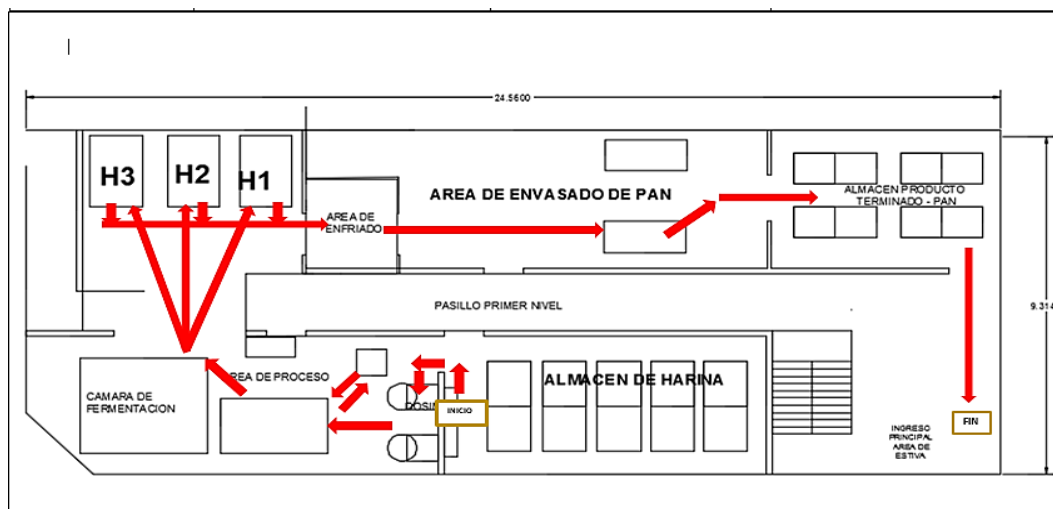 24.5600
H3
H2
H1
AREA DE ENVASADO DE PAN
AREA DE
ENFRIADO
ALMACEN PRODUCTO
TERMINADO - PAN
9.314
PASILLO PRIMER NIVEL
CAMARA DE
FERMENTACION
REA DE PROCESO
ALMACEN DE HARINA
DOSI
INICIO
INGRESO
PRINCIPAL
AREA DE
ESTIVA
FIN